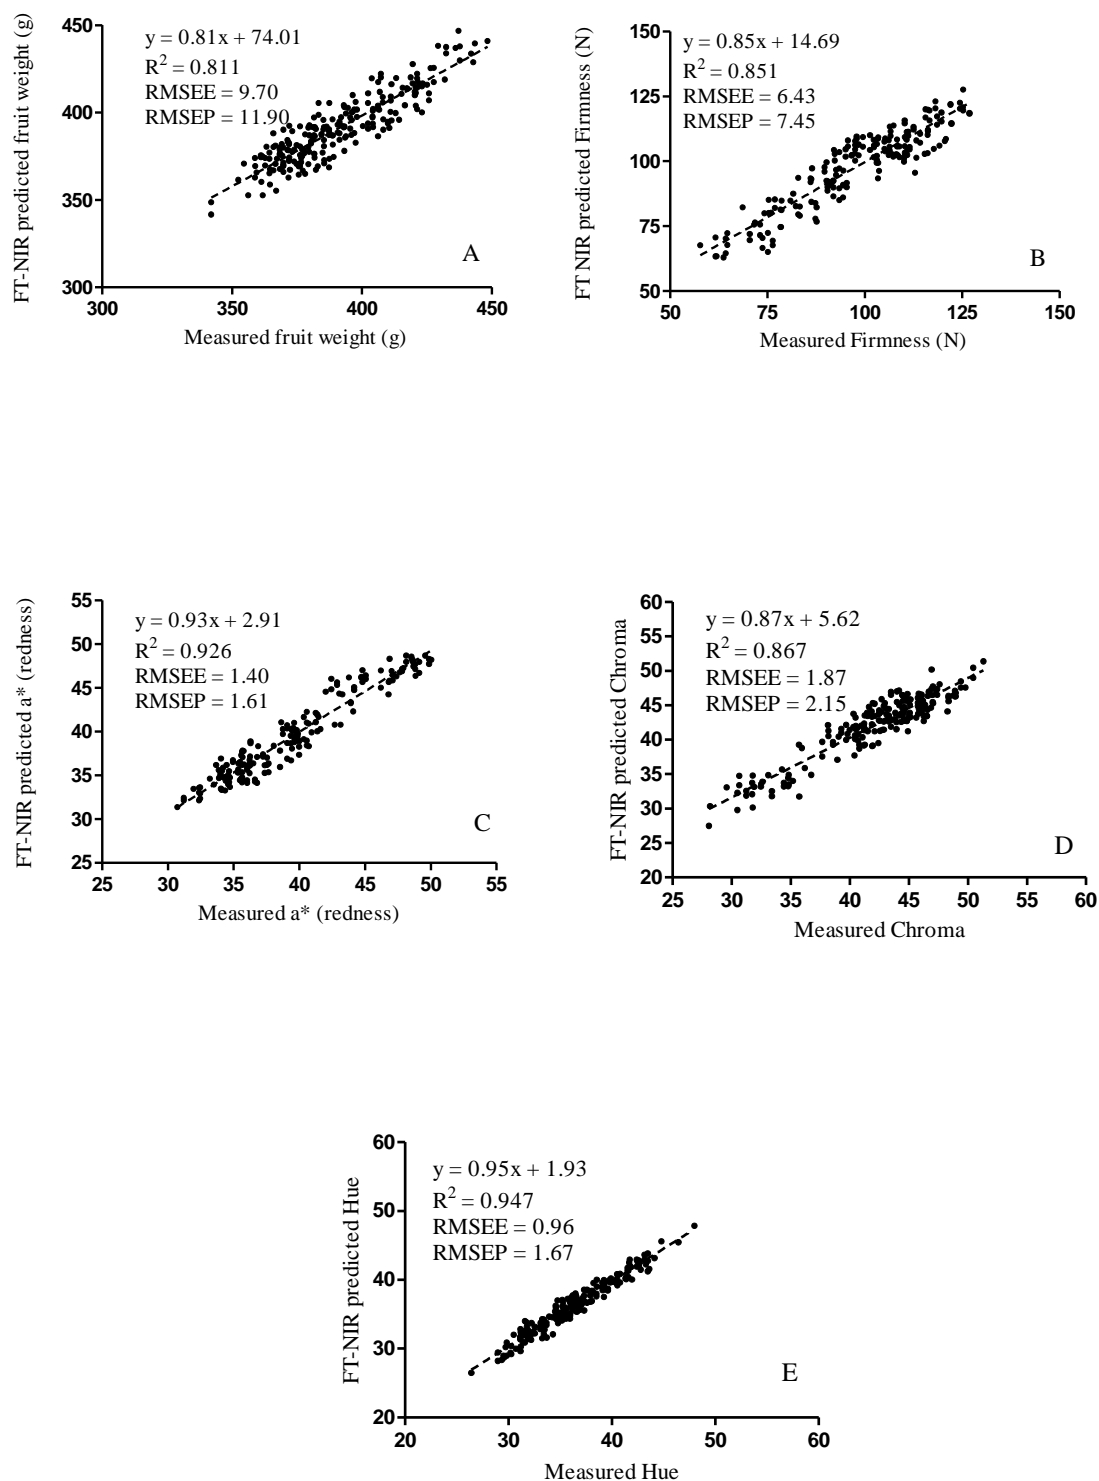 FT-NIR predicted fruit weight (g)
450
400
350
300
y = 0.81x + 74.01
R² = 0.811
RMSEE = 9.70
RMSEP = 11.90
A
300 350 400 450
Measured fruit weight (g)
FT NIR predicted Firmness (N)
150
125
100
75
50
y = 0.85x + 14.69
R² = 0.851
RMSEE = 6.43
RMSEP = 7.45
B
50 75 100 125 150
Measured Firmness (N)
FT-NIR predicted a* (redness)
55
50
45
40
35
30
25
y = 0.93x + 2.91
R² = 0.926
RMSEE = 1.40
RMSEP = 1.61
C
25 30 35 40 45 50 55
Measured a* (redness)
FT-NIR predicted Chroma
60
55
50
45
40
35
30
25
20
y = 0.87x + 5.62
R² = 0.867
RMSEE = 1.87
RMSEP = 2.15
D
25 30 35 40 45 50 55 60
Measured Chroma
FT-NIR predicted Hue
60
50
40
30
20
y = 0.95x + 1.93
R² = 0.947
RMSEE = 0.96
RMSEP = 1.67
E
20 30 40 50 60
Measured Hue